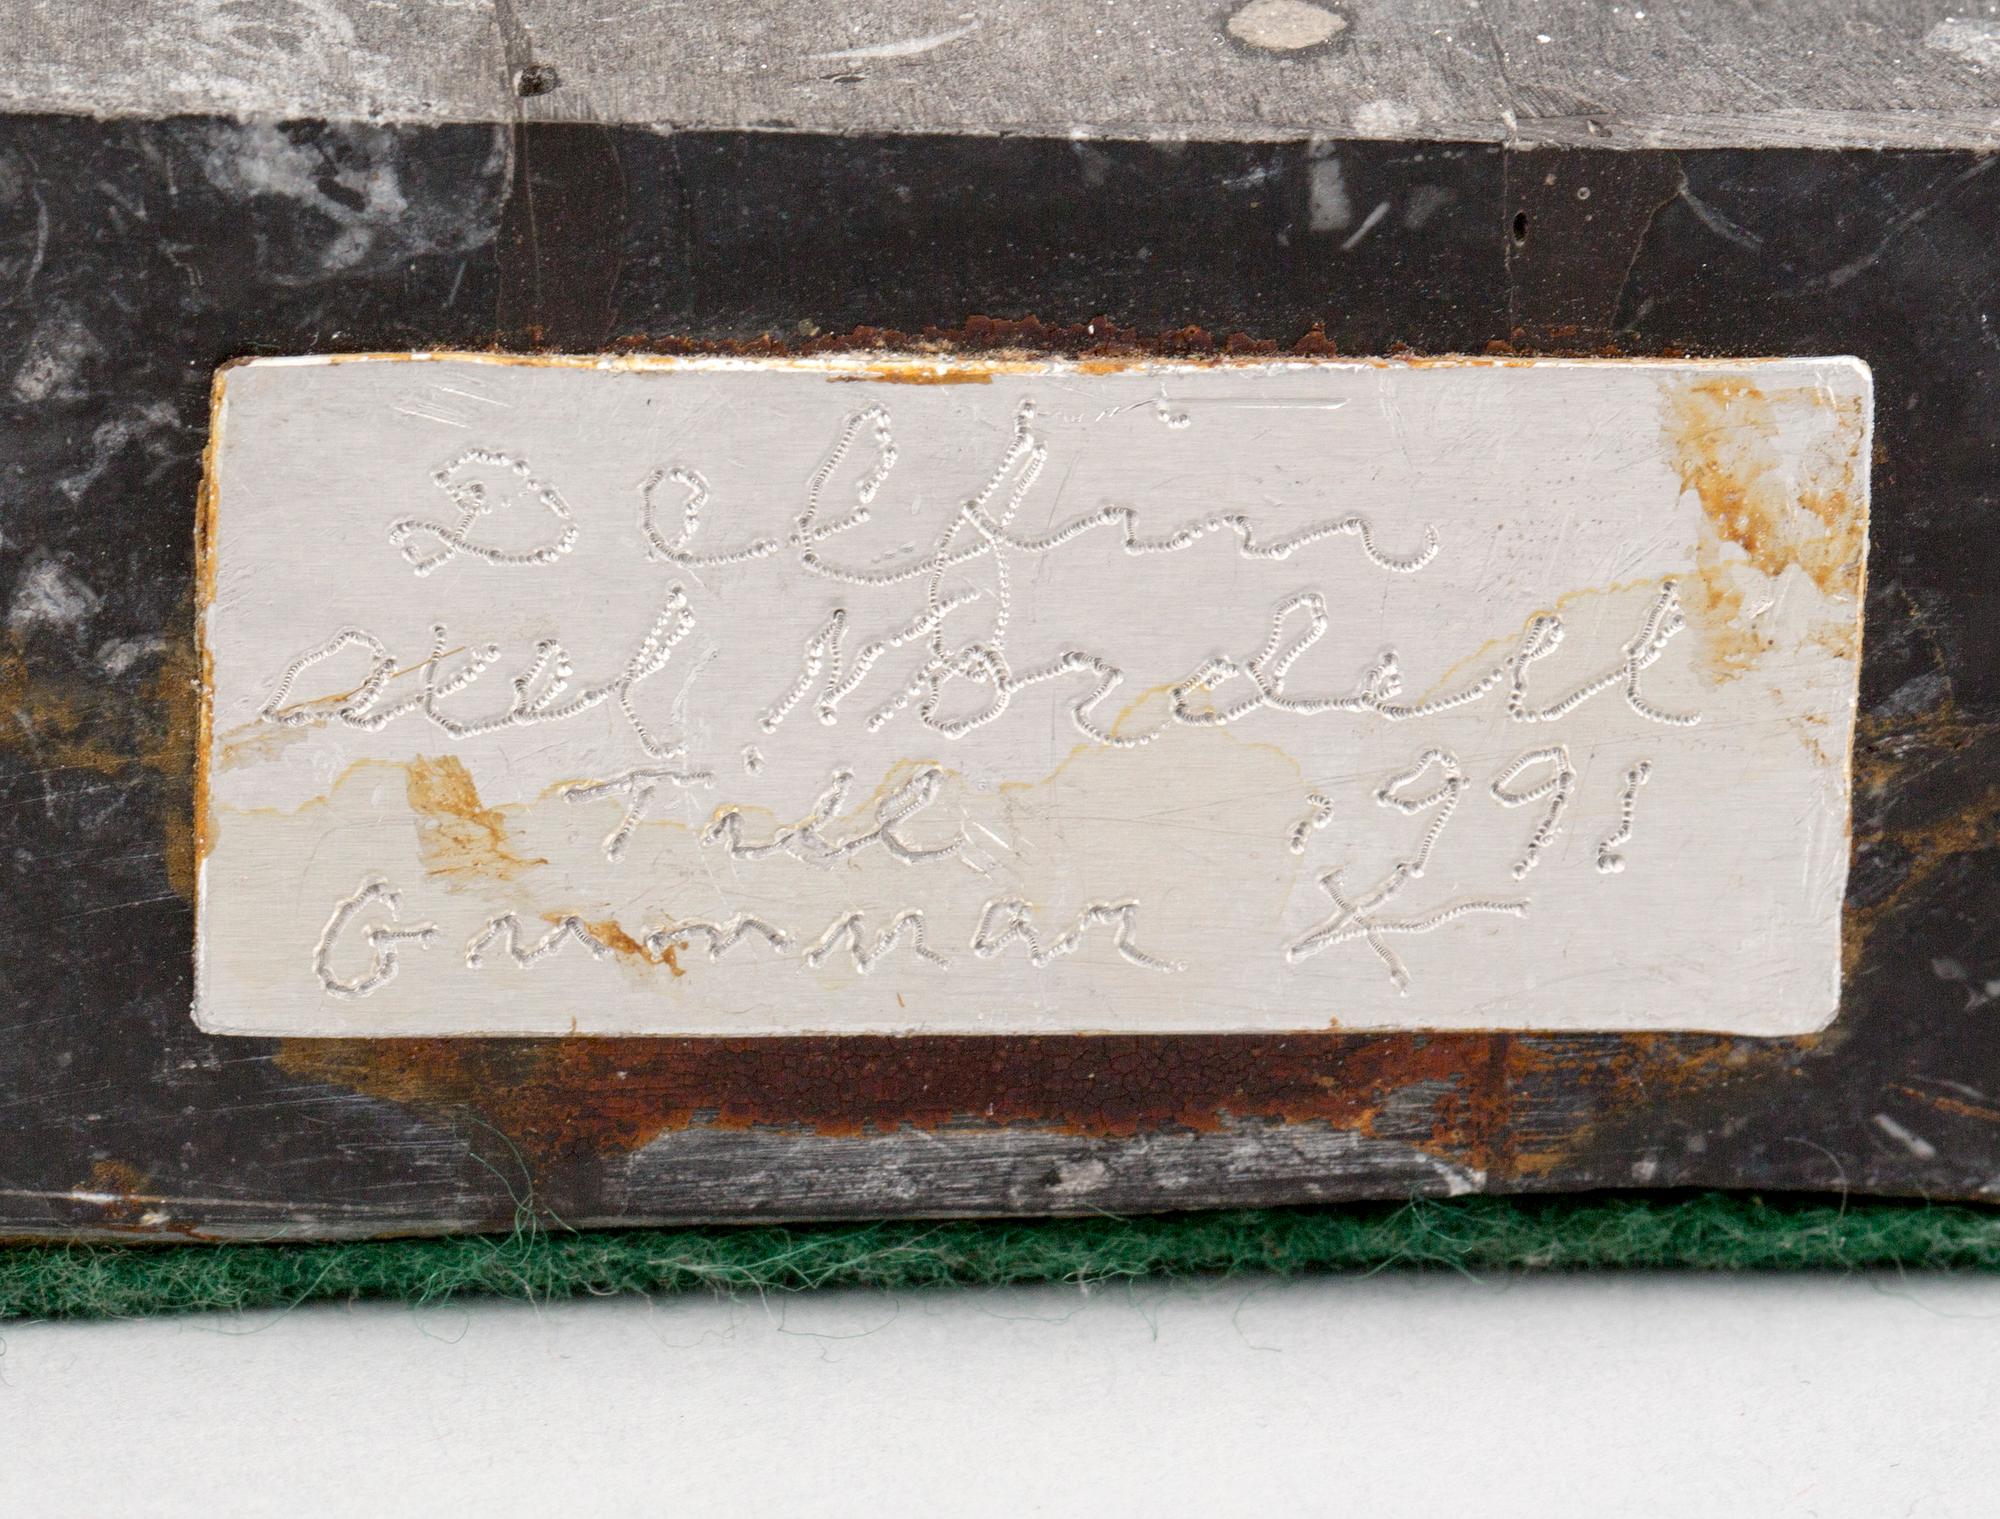 Delfin
Axel Nordell
Till 1991
Gunnar X